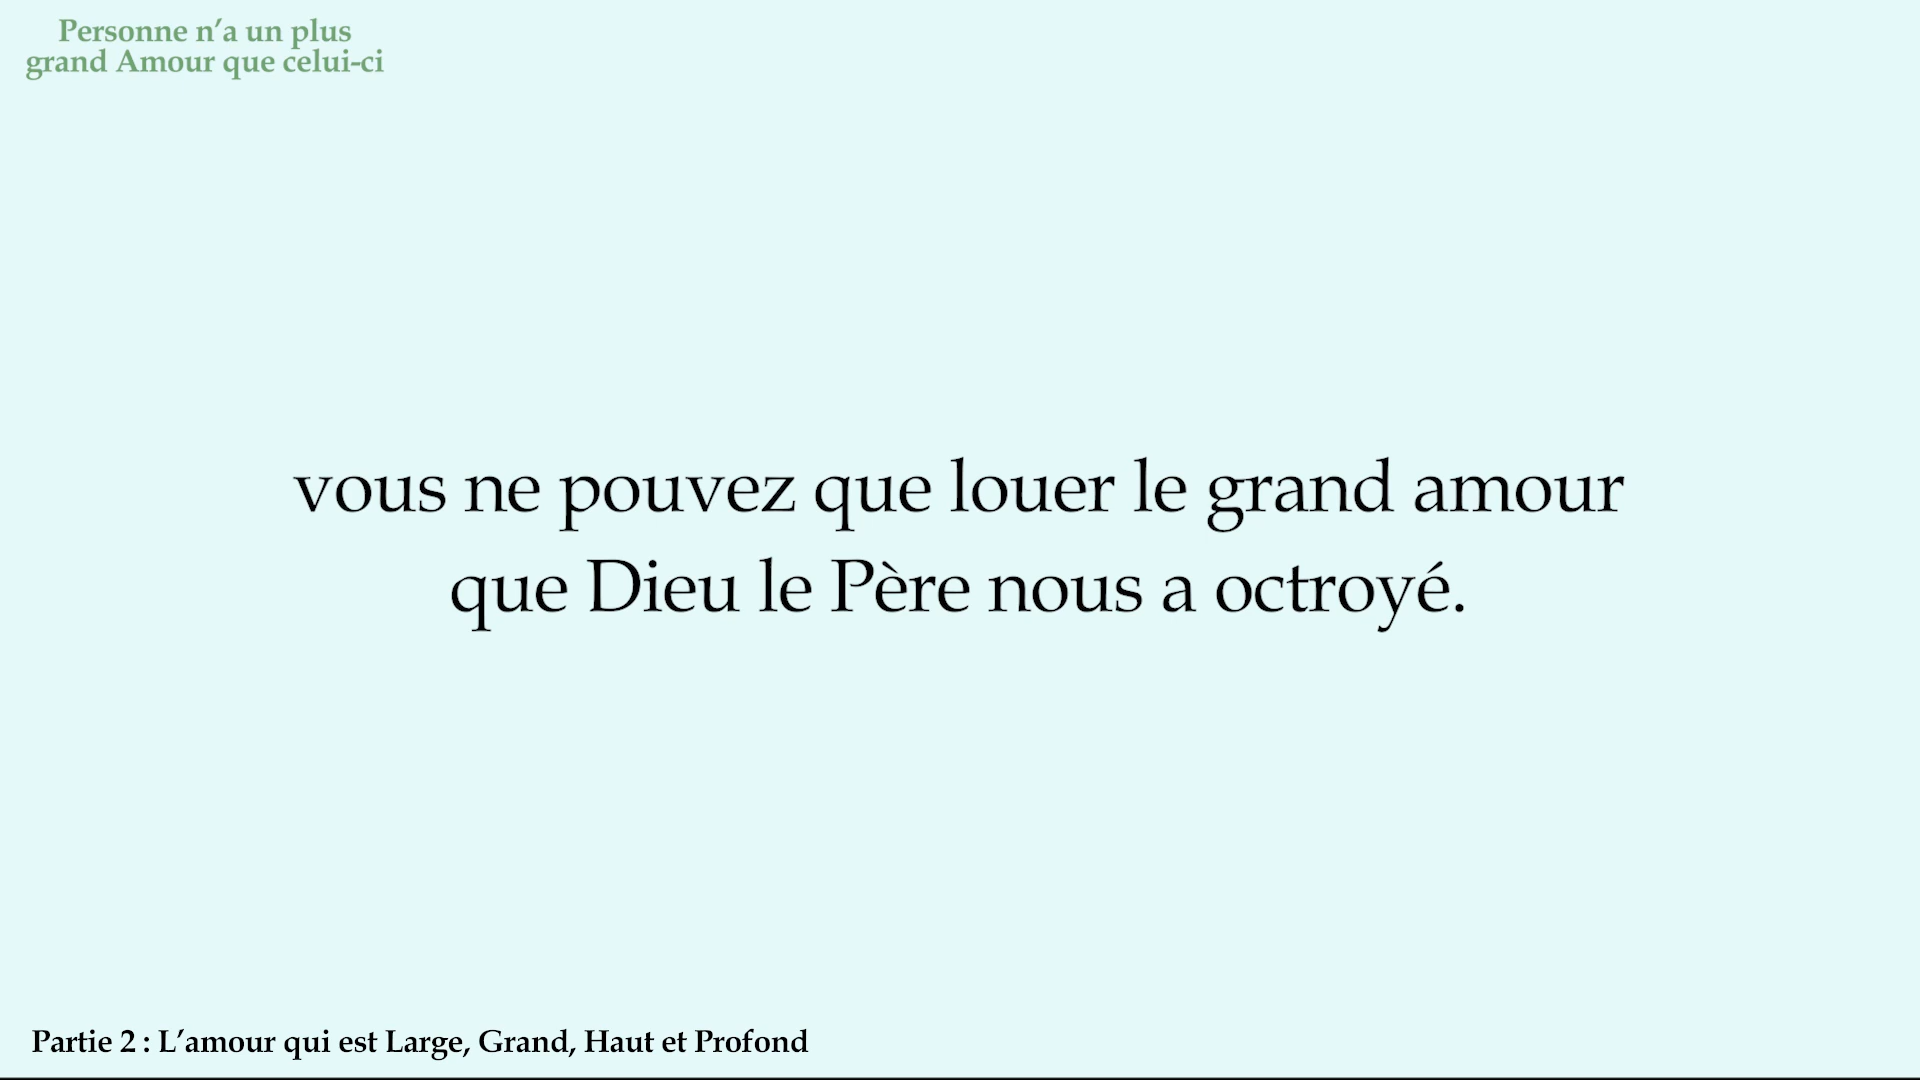 Personne n’a un plus
grand Amour que celui-ci
vous ne pouvez que louer le grand amour
que Dieu le Père nous a octroyé.
Partie 2 : L’amour qui est Large, Grand, Haut et Profond